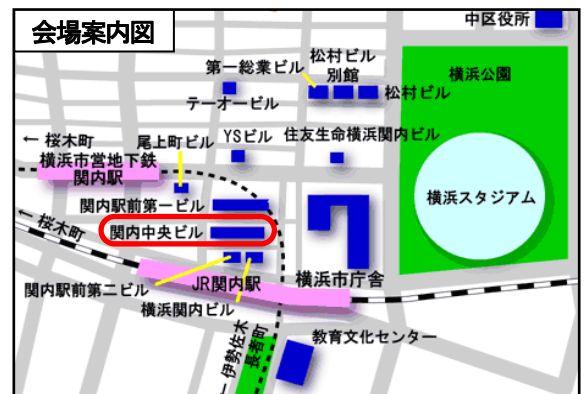 会場案内図
中区役所
松村ビル
別館
第一総業ビル
横浜公園
松村ビル
テーオービル
← 桜木町
尾上町ビル
YSビル
住友生命横浜関内ビル
横浜市営地下鉄
関内駅
横浜スタジアム
関内駅前第一ビル
← 桜木町
関内中央ビル
関内駅前第二ビル
JR関内駅
横浜市庁舎
横浜関内ビル
教育文化センター
← 伊勢佐木
長者町